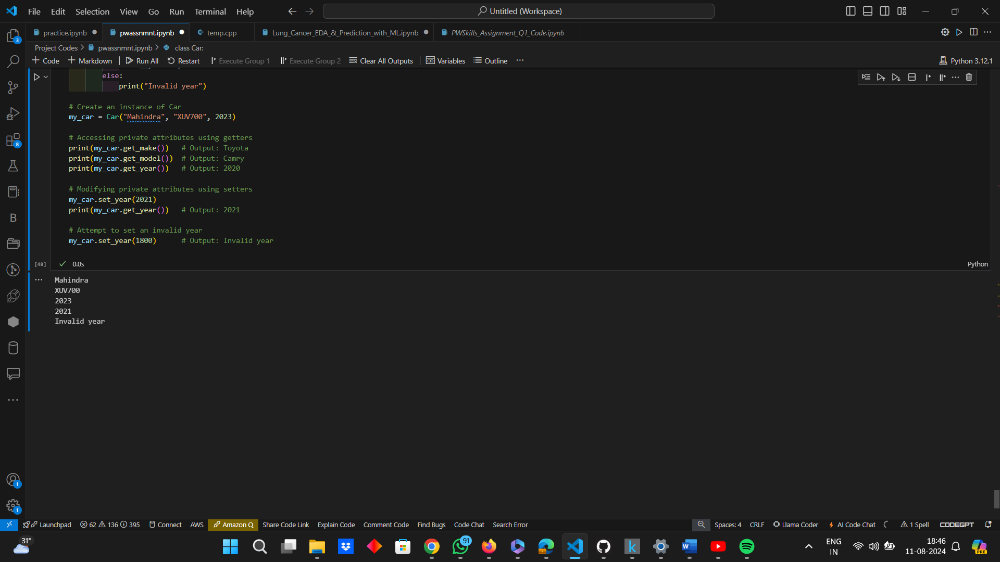 File Edit Selection View Go Run Terminal Help
Untitled (Workspace)
practice.ipynb
pwassnmnt.ipynb
temp.cpp
Lung_Cancer_EDA_&_Prediction_with_ML.ipynb
PWSkills_Assignment_Q1_Code.ipynb
Project Codes > pwassnmnt.ipynb > class Car:
Code Markdown Run All Restart Execute Group 1 Execute Group 2 Clear All Outputs Variables Outline
Python 3.12.1
else:
print("Invalid year")
# Create an instance of Car
my_car = Car("Mahindra", "XUV700", 2023)
# Accessing private attributes using getters
print(my_car.get_make())   # Output: Toyota
print(my_car.get_model())  # Output: Camry
print(my_car.get_year())   # Output: 2020
# Modifying private attributes using setters
my_car.set_year(2021)
print(my_car.get_year())   # Output: 2021
# Attempt to set an invalid year
my_car.set_year(1800)      # Output: Invalid year
[48] 0.0s
Python
Mahindra
XUV700
2023
2021
Invalid year
3
8
B
1
1
Launchpad 62 136 395 Connect AWS Amazon Q Share Code Link Explain Code Comment Code Find Bugs Code Chat Search Error
Spaces: 4 CRLF Llama Coder AI Code Chat 1 Spell CODEGPT
31°
91
k
W
ENG
IN
18:46
11-08-2024
PRE